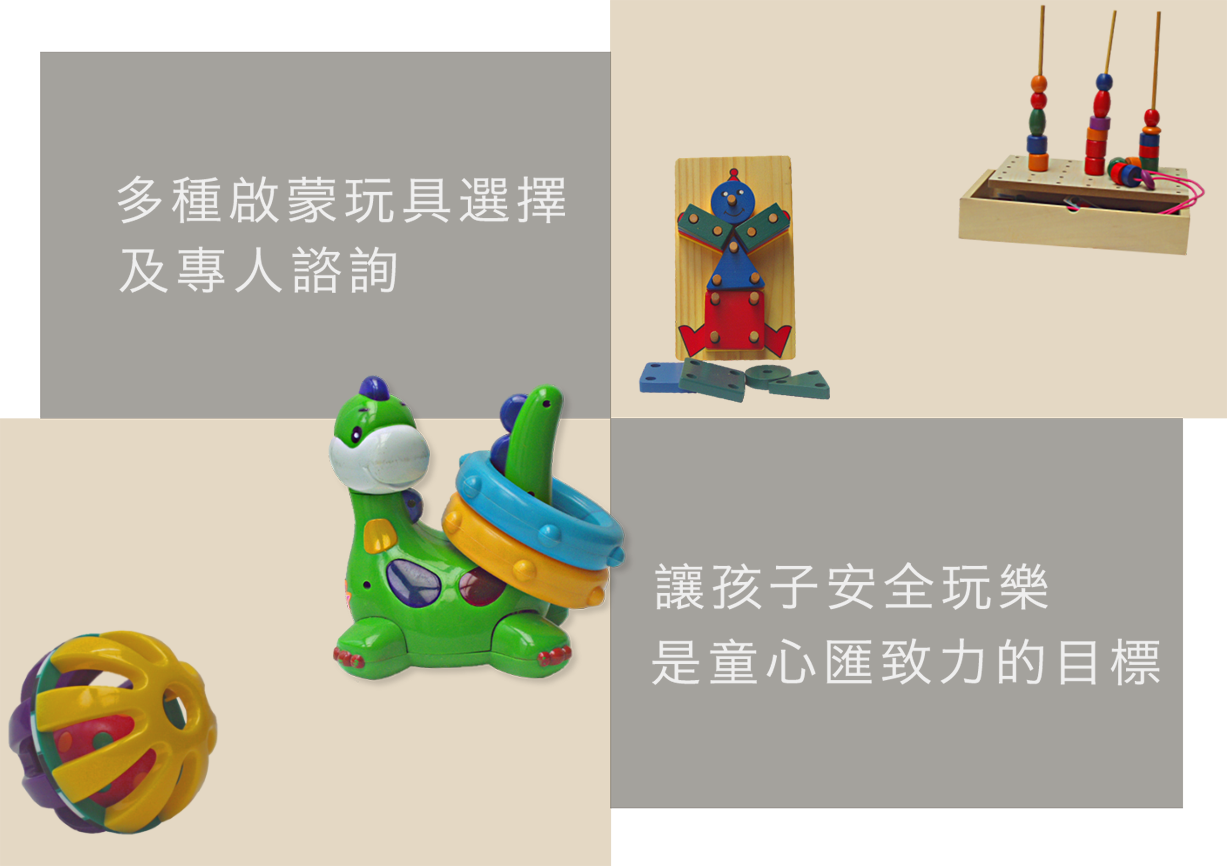 多種啟蒙玩具選擇
及專人諮詢
讓孩子安全玩樂
是童心匯致力的目標